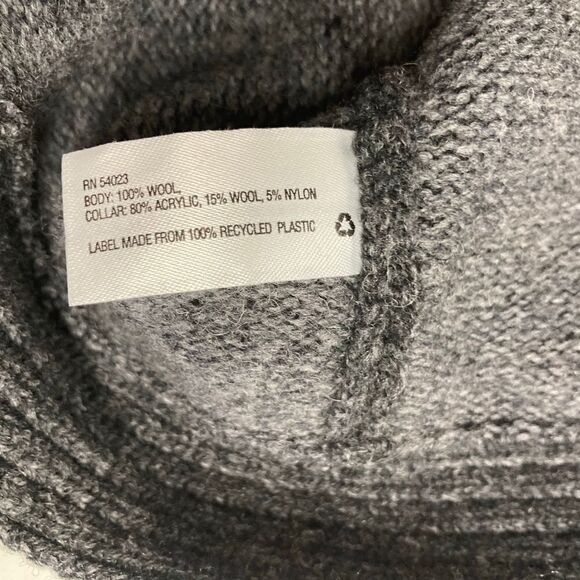 RN 54023
BODY: 100% WOOL,
COLLAR: 80% ACRYLIC, 15% WOOL, 5% NYLON
LABEL MADE FROM 100% RECYCLED PLASTIC